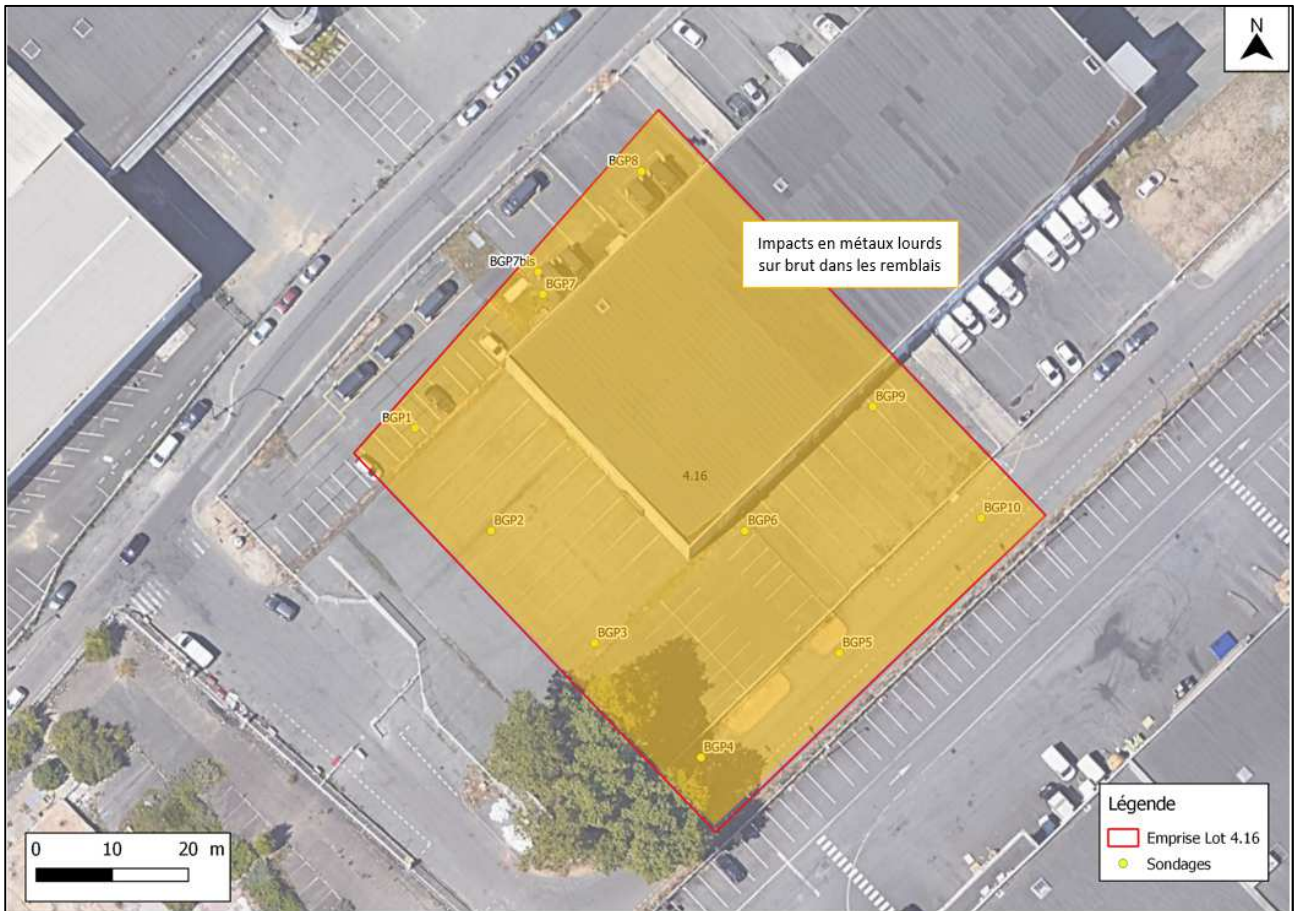 N
BGP8
Impacts en métaux lourds
sur brut dans les remblais
BGP7bis
BGP7
BGP9
BGP1
4.16
BGP10
BGP2
BGP6
BGP3
BGP5
BGP4
Légende
Emprise Lot 4.16
Sondages
0 10 20 m